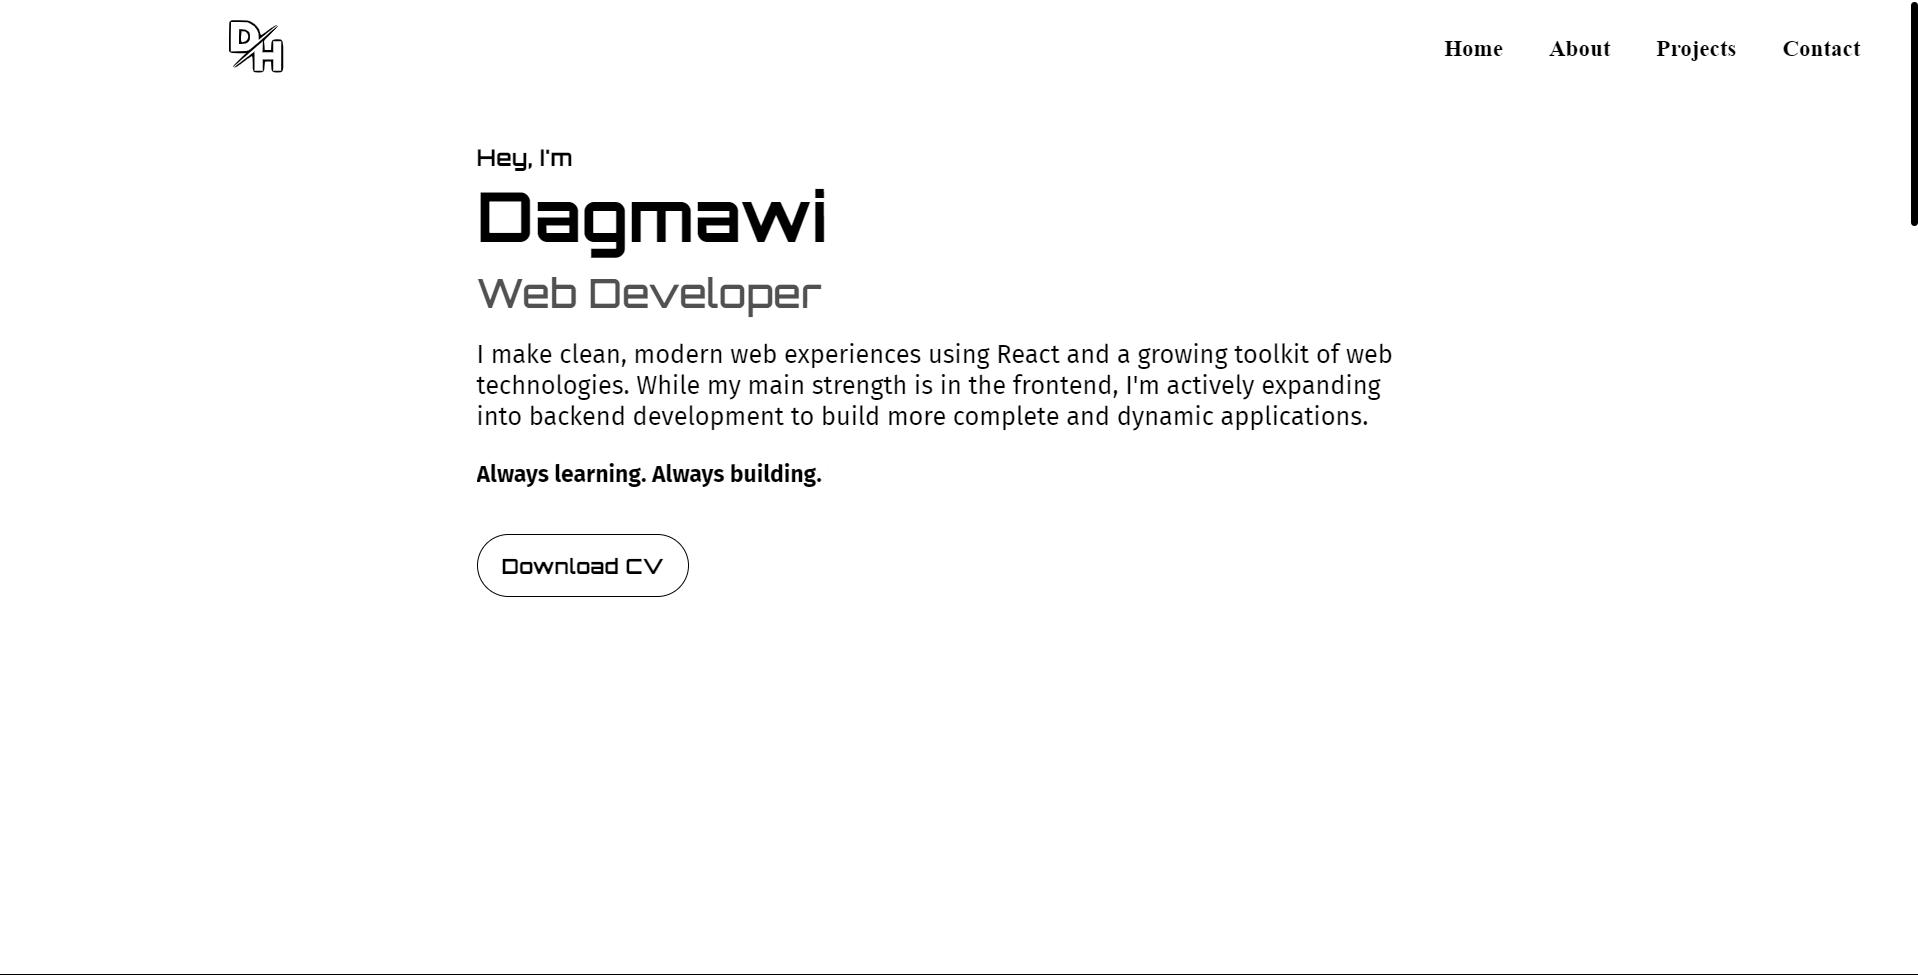 D/H
Home About Projects Contact
Hey, I'm
Dagmawi
Web Developer
I make clean, modern web experiences using React and a growing toolkit of web
technologies. While my main strength is in the frontend, I'm actively expanding
into backend development to build more complete and dynamic applications.
Always learning. Always building.
Download CV